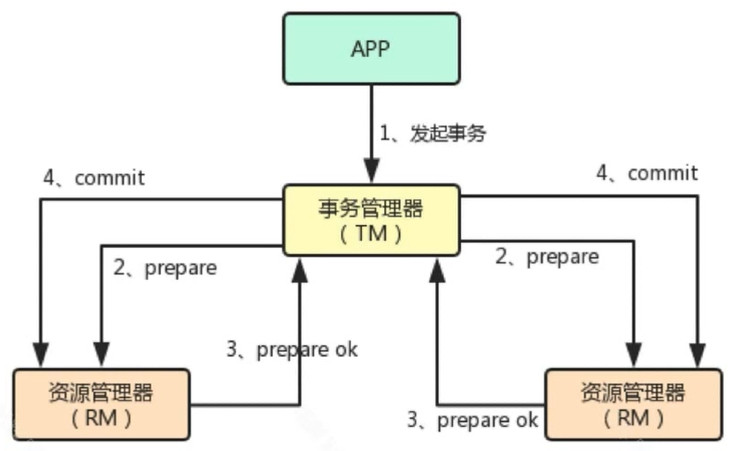 APP
1、发起事务
4、commit
4、commit
事务管理器
（TM）
2、prepare
2、prepare
3、prepare ok
3、prepare ok
资源管理器
（RM）
资源管理器
（RM）